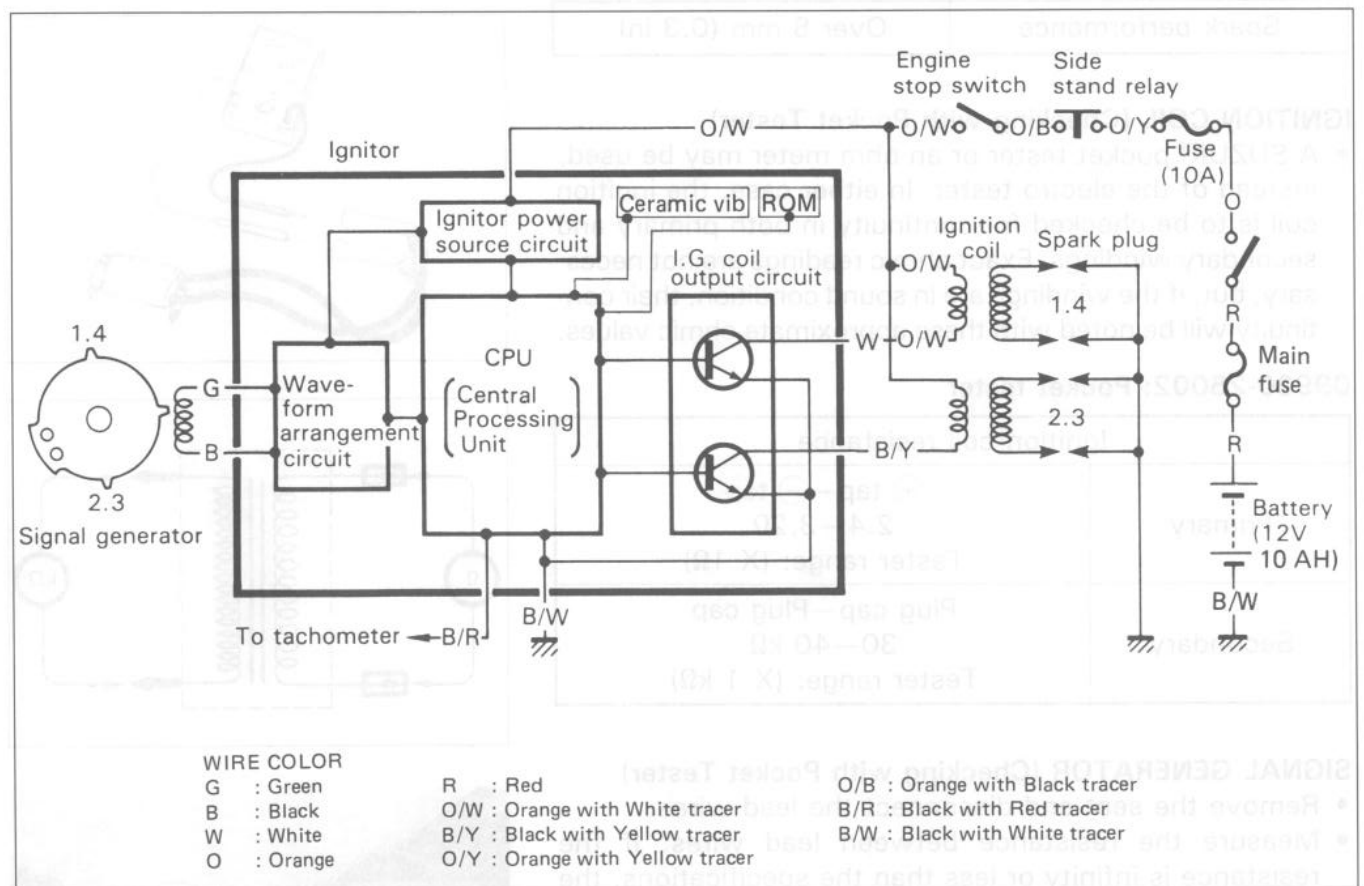 Engine
stop switch
Side
stand relay
O/W
O/W
O/B
O/Y
Fuse
(10A)
Ignitor
Ceramic vib
ROM
O
Ignitor power
source circuit
I.G. coil
output circuit
Ignition
coil
Spark plug
O/W
1.4
1.4
R
CPU
(Central
Processing
Unit)
W
O/W
Main
fuse
G
Wave-
form
arrangement
circuit
B
2.3
B/Y
R
2.3
Signal generator
Battery
(12V
10 AH)
B/W
B/W
To tachometer
B/R
WIRE COLOR
G : Green
B : Black
W : White
O : Orange
R : Red
O/W : Orange with White tracer
B/Y : Black with Yellow tracer
O/Y : Orange with Yellow tracer
O/B : Orange with Black tracer
B/R : Black with Red tracer
B/W : Black with White tracer